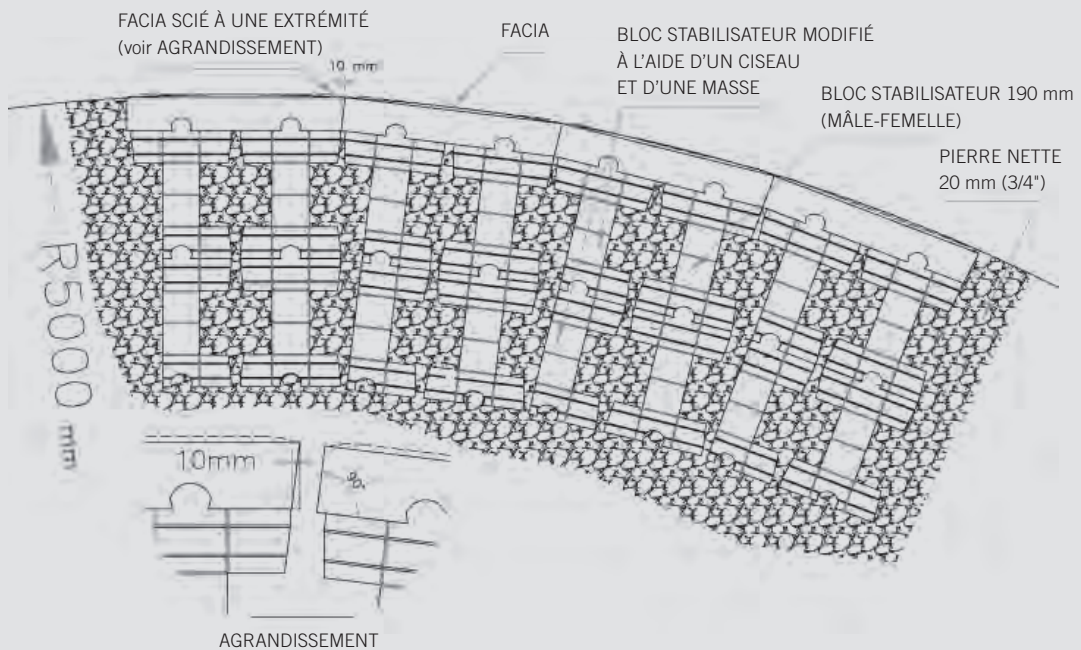 FACIA SCIÉ À UNE EXTRÉMITÉ
(voir AGRANDISSEMENT)
10 mm
FACIA
BLOC STABILISATEUR MODIFIÉ
À L'AIDE D'UN CISEAU
ET D'UNE MASSE
BLOC STABILISATEUR 190 mm
(MÂLE-FEMELLE)
PIERRE NETTE
20 mm (3/4")
R5000 mm
10mm
AGRANDISSEMENT